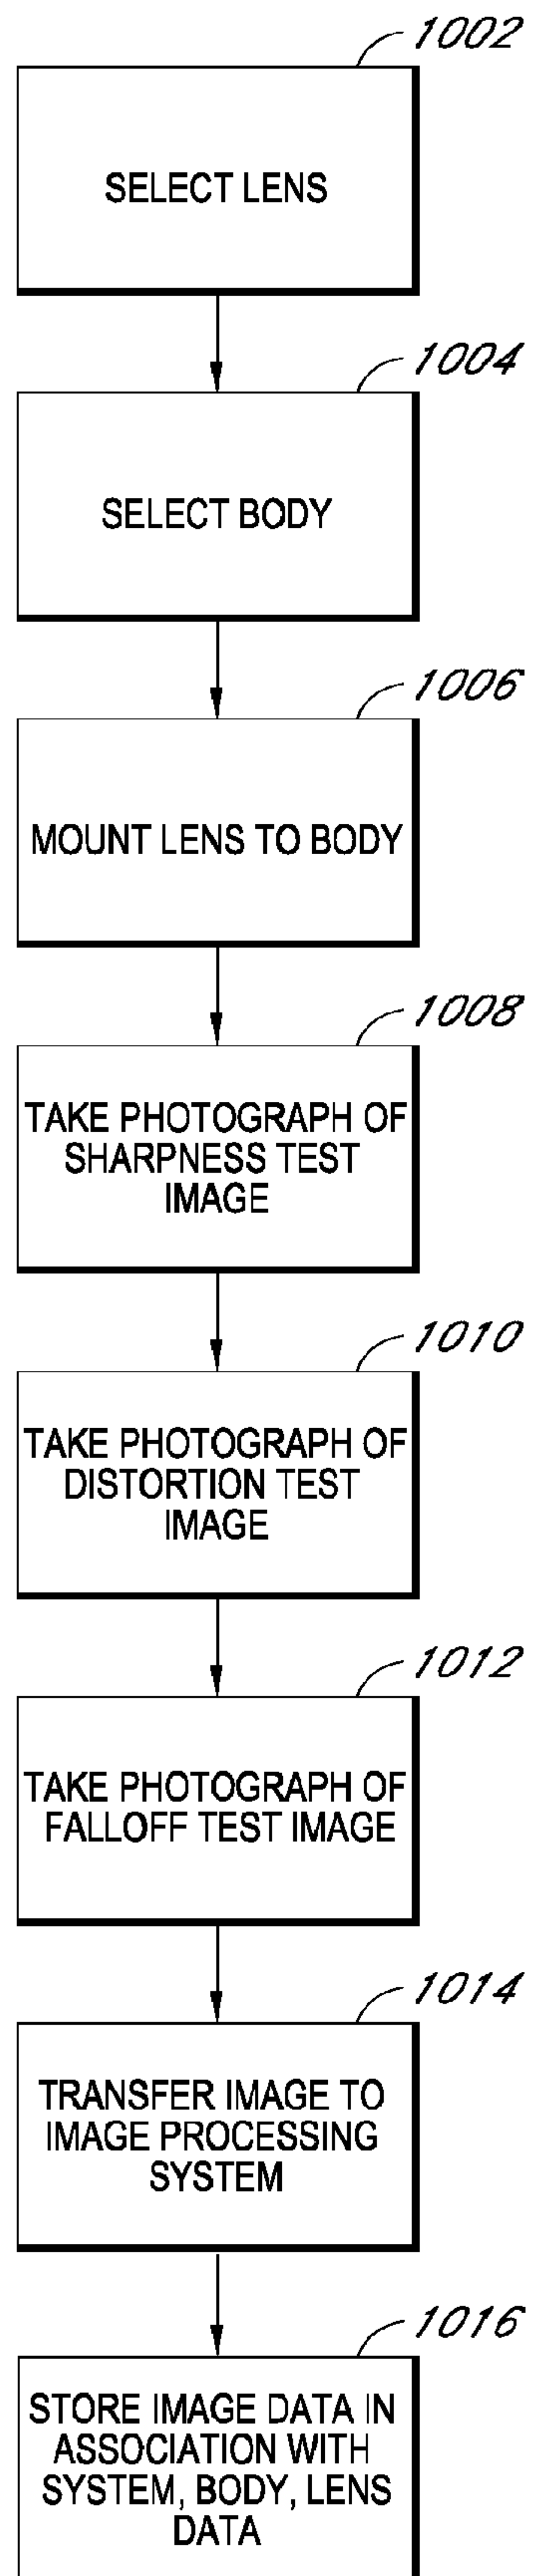 1002
SELECT LENS
1004
SELECT BODY
1006
MOUNT LENS TO BODY
1008
TAKE PHOTOGRAPH OF
SHARPNESS TEST
IMAGE
1010
TAKE PHOTOGRAPH OF
DISTORTION TEST
IMAGE
1012
TAKE PHOTOGRAPH OF
FALLOFF TEST IMAGE
1014
TRANSFER IMAGE TO
IMAGE PROCESSING
SYSTEM
1016
STORE IMAGE DATA IN
ASSOCIATION WITH
SYSTEM, BODY, LENS
DATA